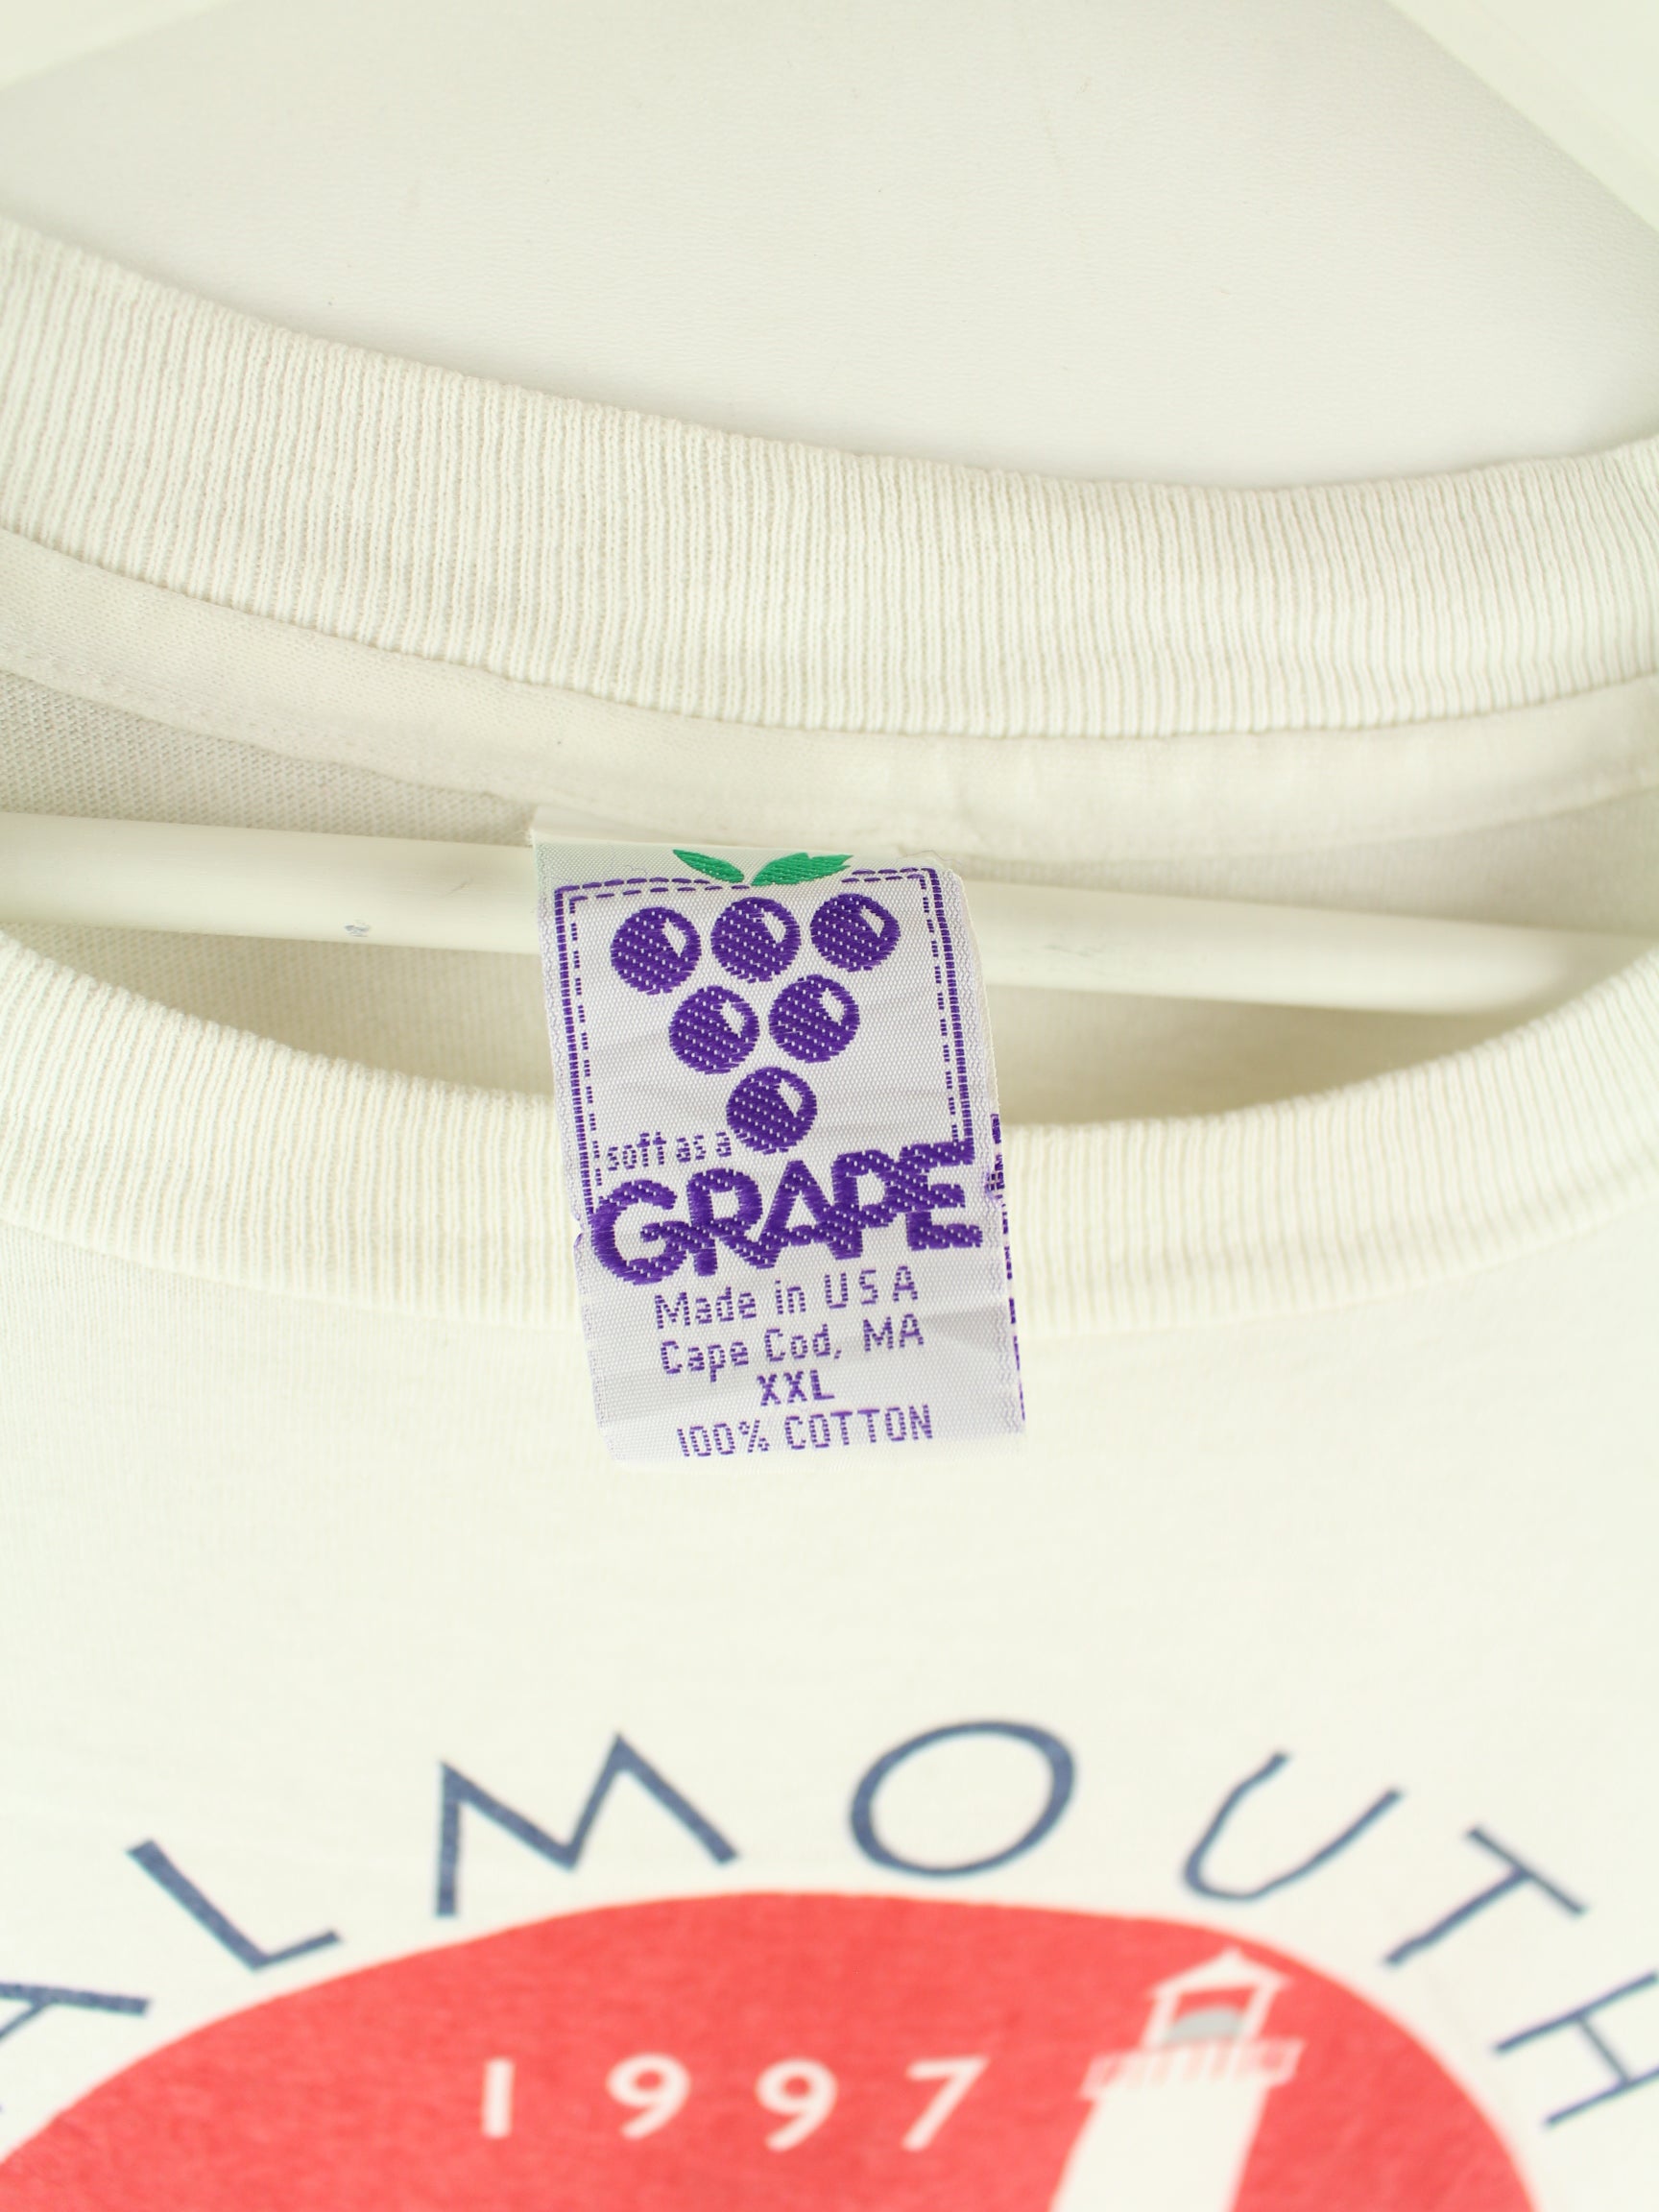 soft as a
GRAPE
Made in USA
Cape Cod, MA
XXL
100% COTTON
ALMOUTH
1997